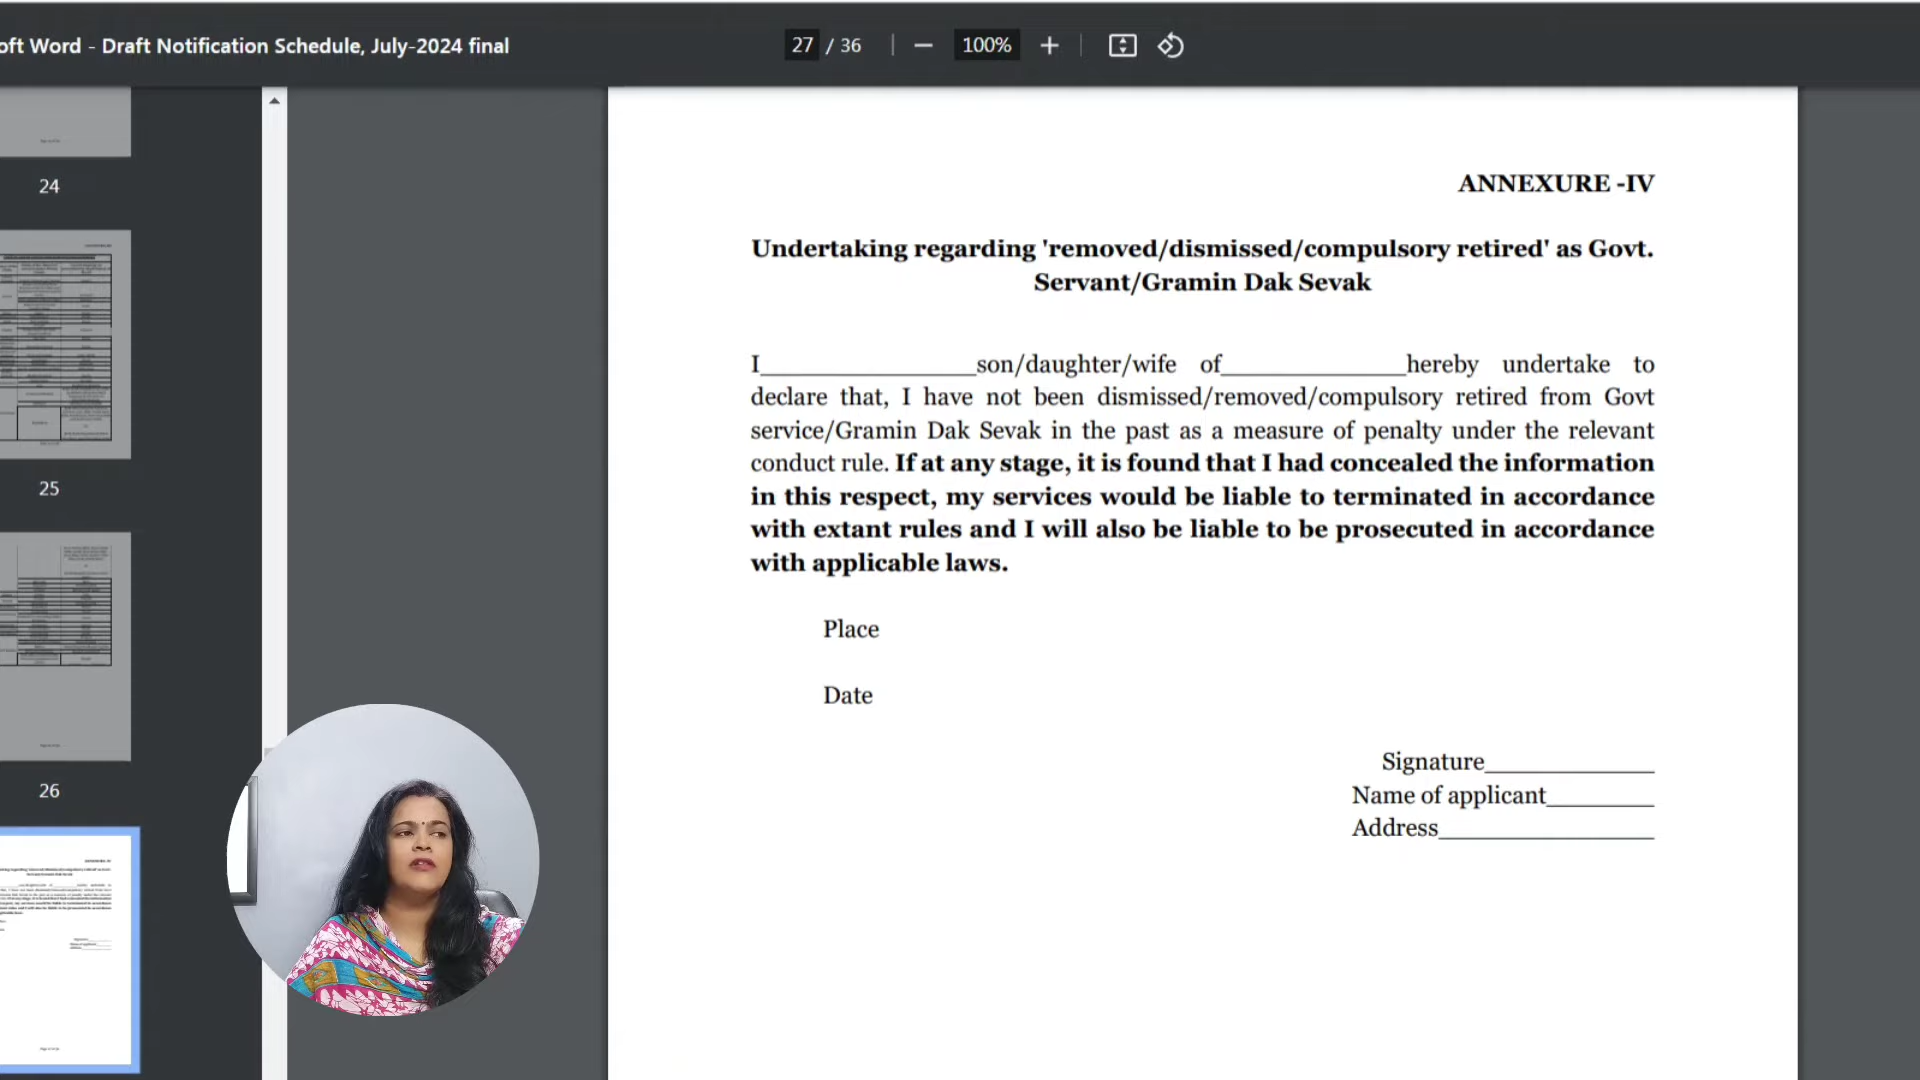 oft Word - Draft Notification Schedule, July-2024 final
27 / 36
100%
24
25
26
ANNEXURE -IV
Undertaking regarding 'removed/dismissed/compulsory retired' as Govt.
Servant/Gramin Dak Sevak
I_________________son/daughter/wife of_______________hereby undertake to
declare that, I have not been dismissed/removed/compulsory retired from Govt
service/Gramin Dak Sevak in the past as a measure of penalty under the relevant
conduct rule. If at any stage, it is found that I had concealed the information
in this respect, my services would be liable to terminated in accordance
with extant rules and I will also be liable to be prosecuted in accordance
with applicable laws.
Place
Date
Signature______________
Name of applicant_________
Address__________________